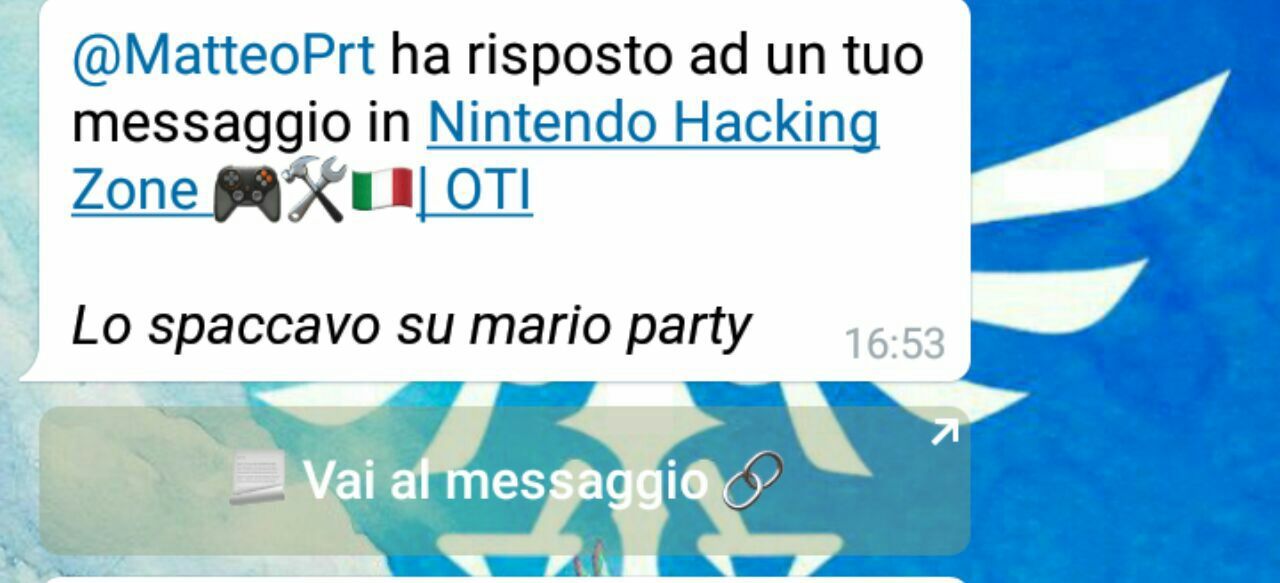 @MatteoPrt ha risposto ad un tuo
messaggio in Nintendo Hacking
Zone 🎮🛠🇮🇹| OTI
Lo spaccavo su mario party
16:53
Vai al messaggio